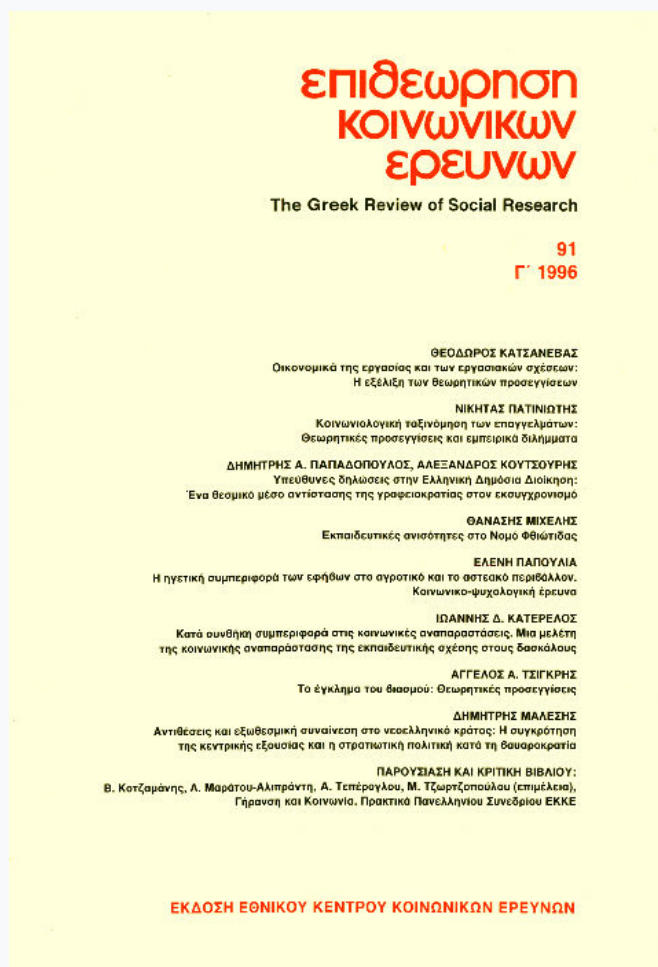 επιθεωρηση
κοινωνικων
ερευνων
The Greek Review of Social Research
91
Γ΄ 1996
ΘΕΟΔΩΡΟΣ ΚΑΤΣΑΝΕΒΑΣ
Οικονομικά της εργασίας και των εργασιακών σχέσεων:
Η εξέλιξη των θεωρητικών προσεγγίσεων
ΝΙΚΗΤΑΣ ΠΑΤΙΝΙΩΤΗΣ
Κοινωνιολογική ταξινόμηση των επαγγελμάτων:
Θεωρητικές προσεγγίσεις και εμπειρικά διλήμματα
ΔΗΜΗΤΡΗΣ Α. ΠΑΠΑΔΟΠΟΥΛΟΣ, ΑΛΕΞΑΝΔΡΟΣ ΚΟΥΤΣΟΥΡΗΣ
Υπεύθυνες δηλώσεις στην Ελληνική Δημόσια Διοίκηση:
Ένα θεσμικό μέσο αντίστασης της γραφειοκρατίας στον εκσυγχρονισμό
ΘΑΝΑΣΗΣ ΜΙΧΕΛΗΣ
Εκπαιδευτικές ανισότητες στο Νομό Φθιώτιδας
ΕΛΕΝΗ ΠΑΠΟΥΛΙΑ
Η ηγετική συμπεριφορά των εφήβων στο αγροτικό και το αστεακό περιβάλλον.
Κοινωνικο-ψυχολογική έρευνα
ΙΩΑΝΝΗΣ Δ. ΚΑΤΕΡΕΛΟΣ
Κατά συνθήκη συμπεριφορά στις κοινωνικές αναπαραστάσεις. Μια μελέτη
της κοινωνικής αναπαράστασης της εκπαιδευτικής σχέσης στους δασκάλους
ΑΓΓΕΛΟΣ Α. ΤΣΙΓΚΡΗΣ
Το έγκλημα του βιασμού: Θεωρητικές προσεγγίσεις
ΔΗΜΗΤΡΗΣ ΜΑΛΕΣΗΣ
Αντιθέσεις και εξωθεσμική συναίνεση στο νεοελληνικό κράτος: Η συγκρότηση
της κεντρικής εξουσίας και η στρατιωτική πολιτική κατά τη βαυαροκρατία
ΠΑΡΟΥΣΙΑΣΗ ΚΑΙ ΚΡΙΤΙΚΗ ΒΙΒΛΙΟΥ:
Β. Κοτζαμάνης, Λ. Μαράτου-Αλιπράντη, Α. Τεπέρογλου, Μ. Τζωρτζοπούλου (επιμέλεια),
Γήρανση και Κοινωνία. Πρακτικά Πανελληνίου Συνεδρίου ΕΚΚΕ
ΕΚΔΟΣΗ ΕΘΝΙΚΟΥ ΚΕΝΤΡΟΥ ΚΟΙΝΩΝΙΚΩΝ ΕΡΕΥΝΩΝ